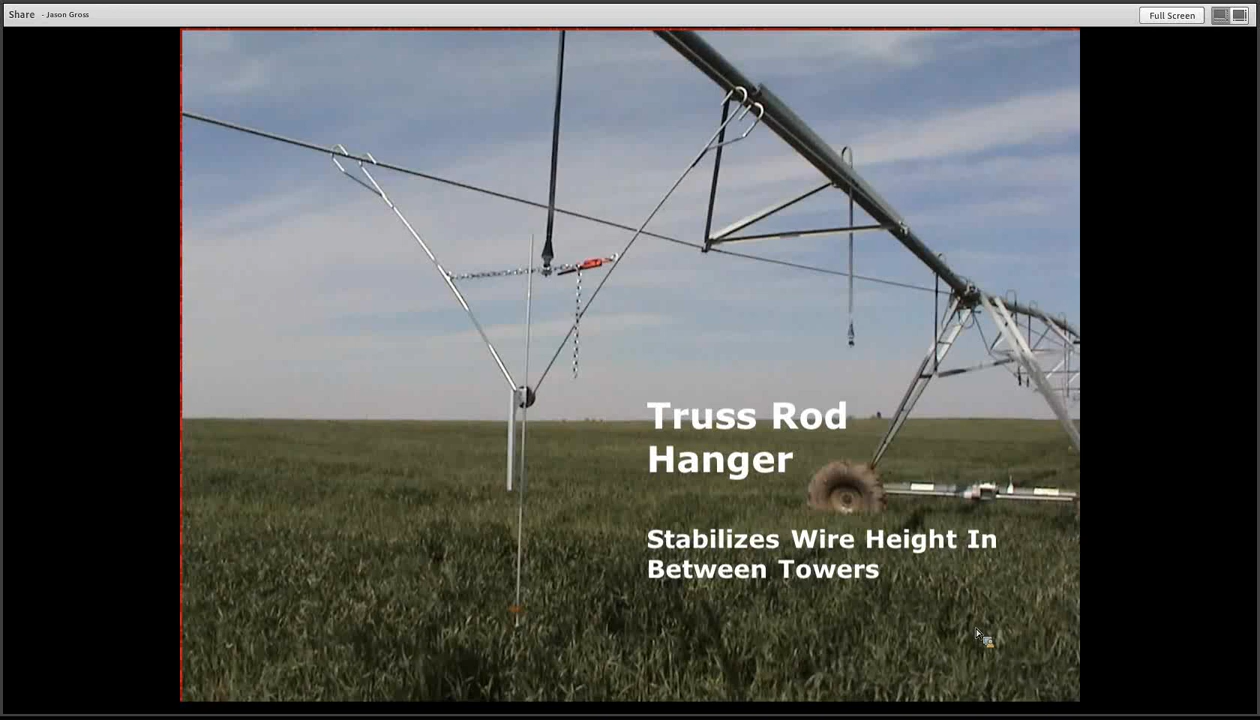 Share - Jason Gross
Full Screen
Truss Rod
Hanger
Stabilizes Wire Height In
Between Towers